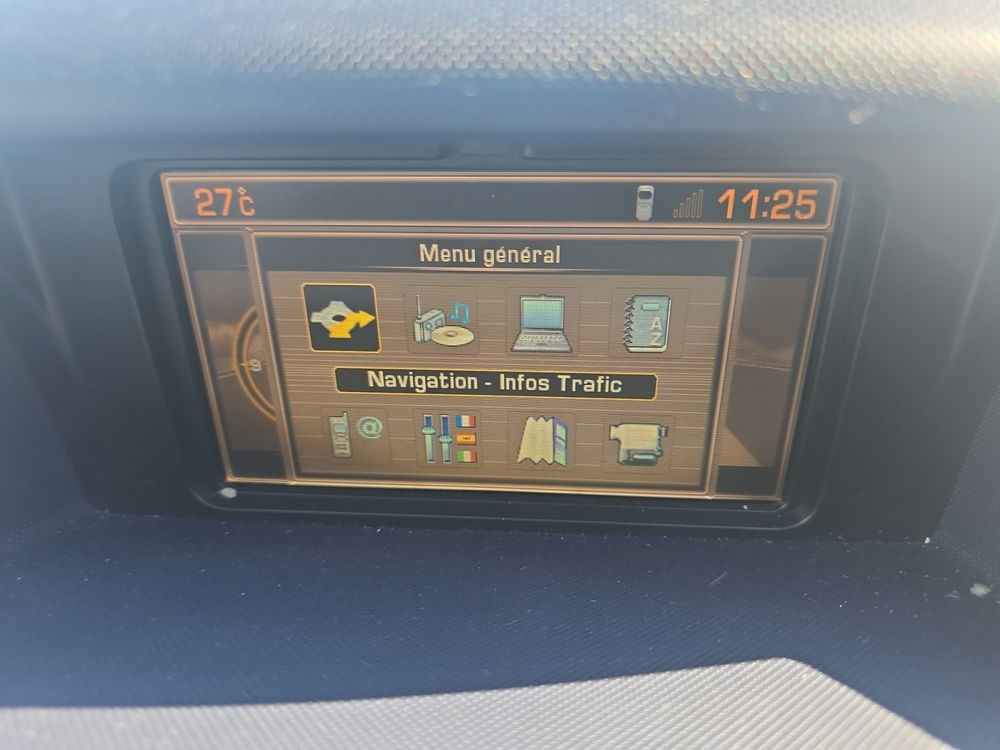 27°C 11:25
Menu général
A
Z
Navigation - Infos Trafic
@